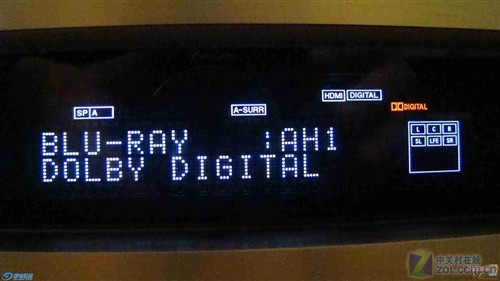 HDMI DIGITAL
SP A A-SURR DIGITAL
BLU-RAY :AH1
DOLBY DIGITAL
L C R
SL LFE SR
中关村在线
zol.com.cn